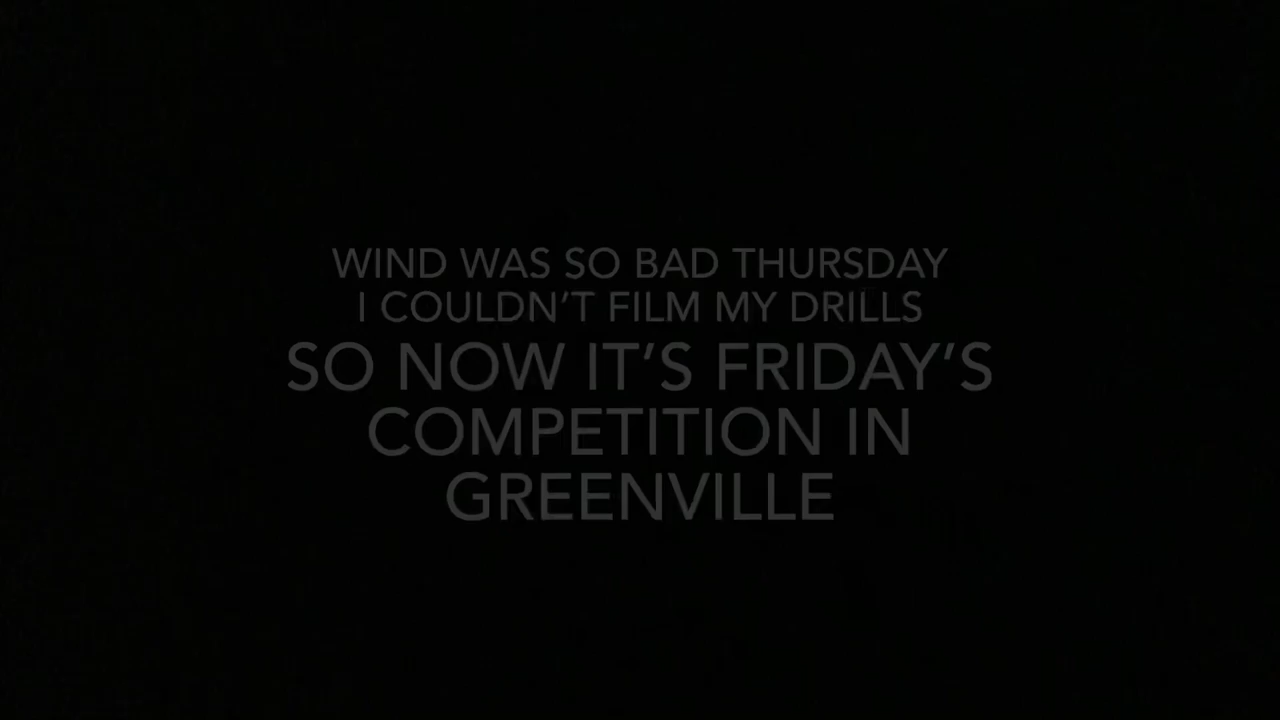 WIND WAS SO BAD THURSDAY
I COULDN’T FILM MY DRILLS
SO NOW IT’S FRIDAY’S
COMPETITION IN
GREENVILLE